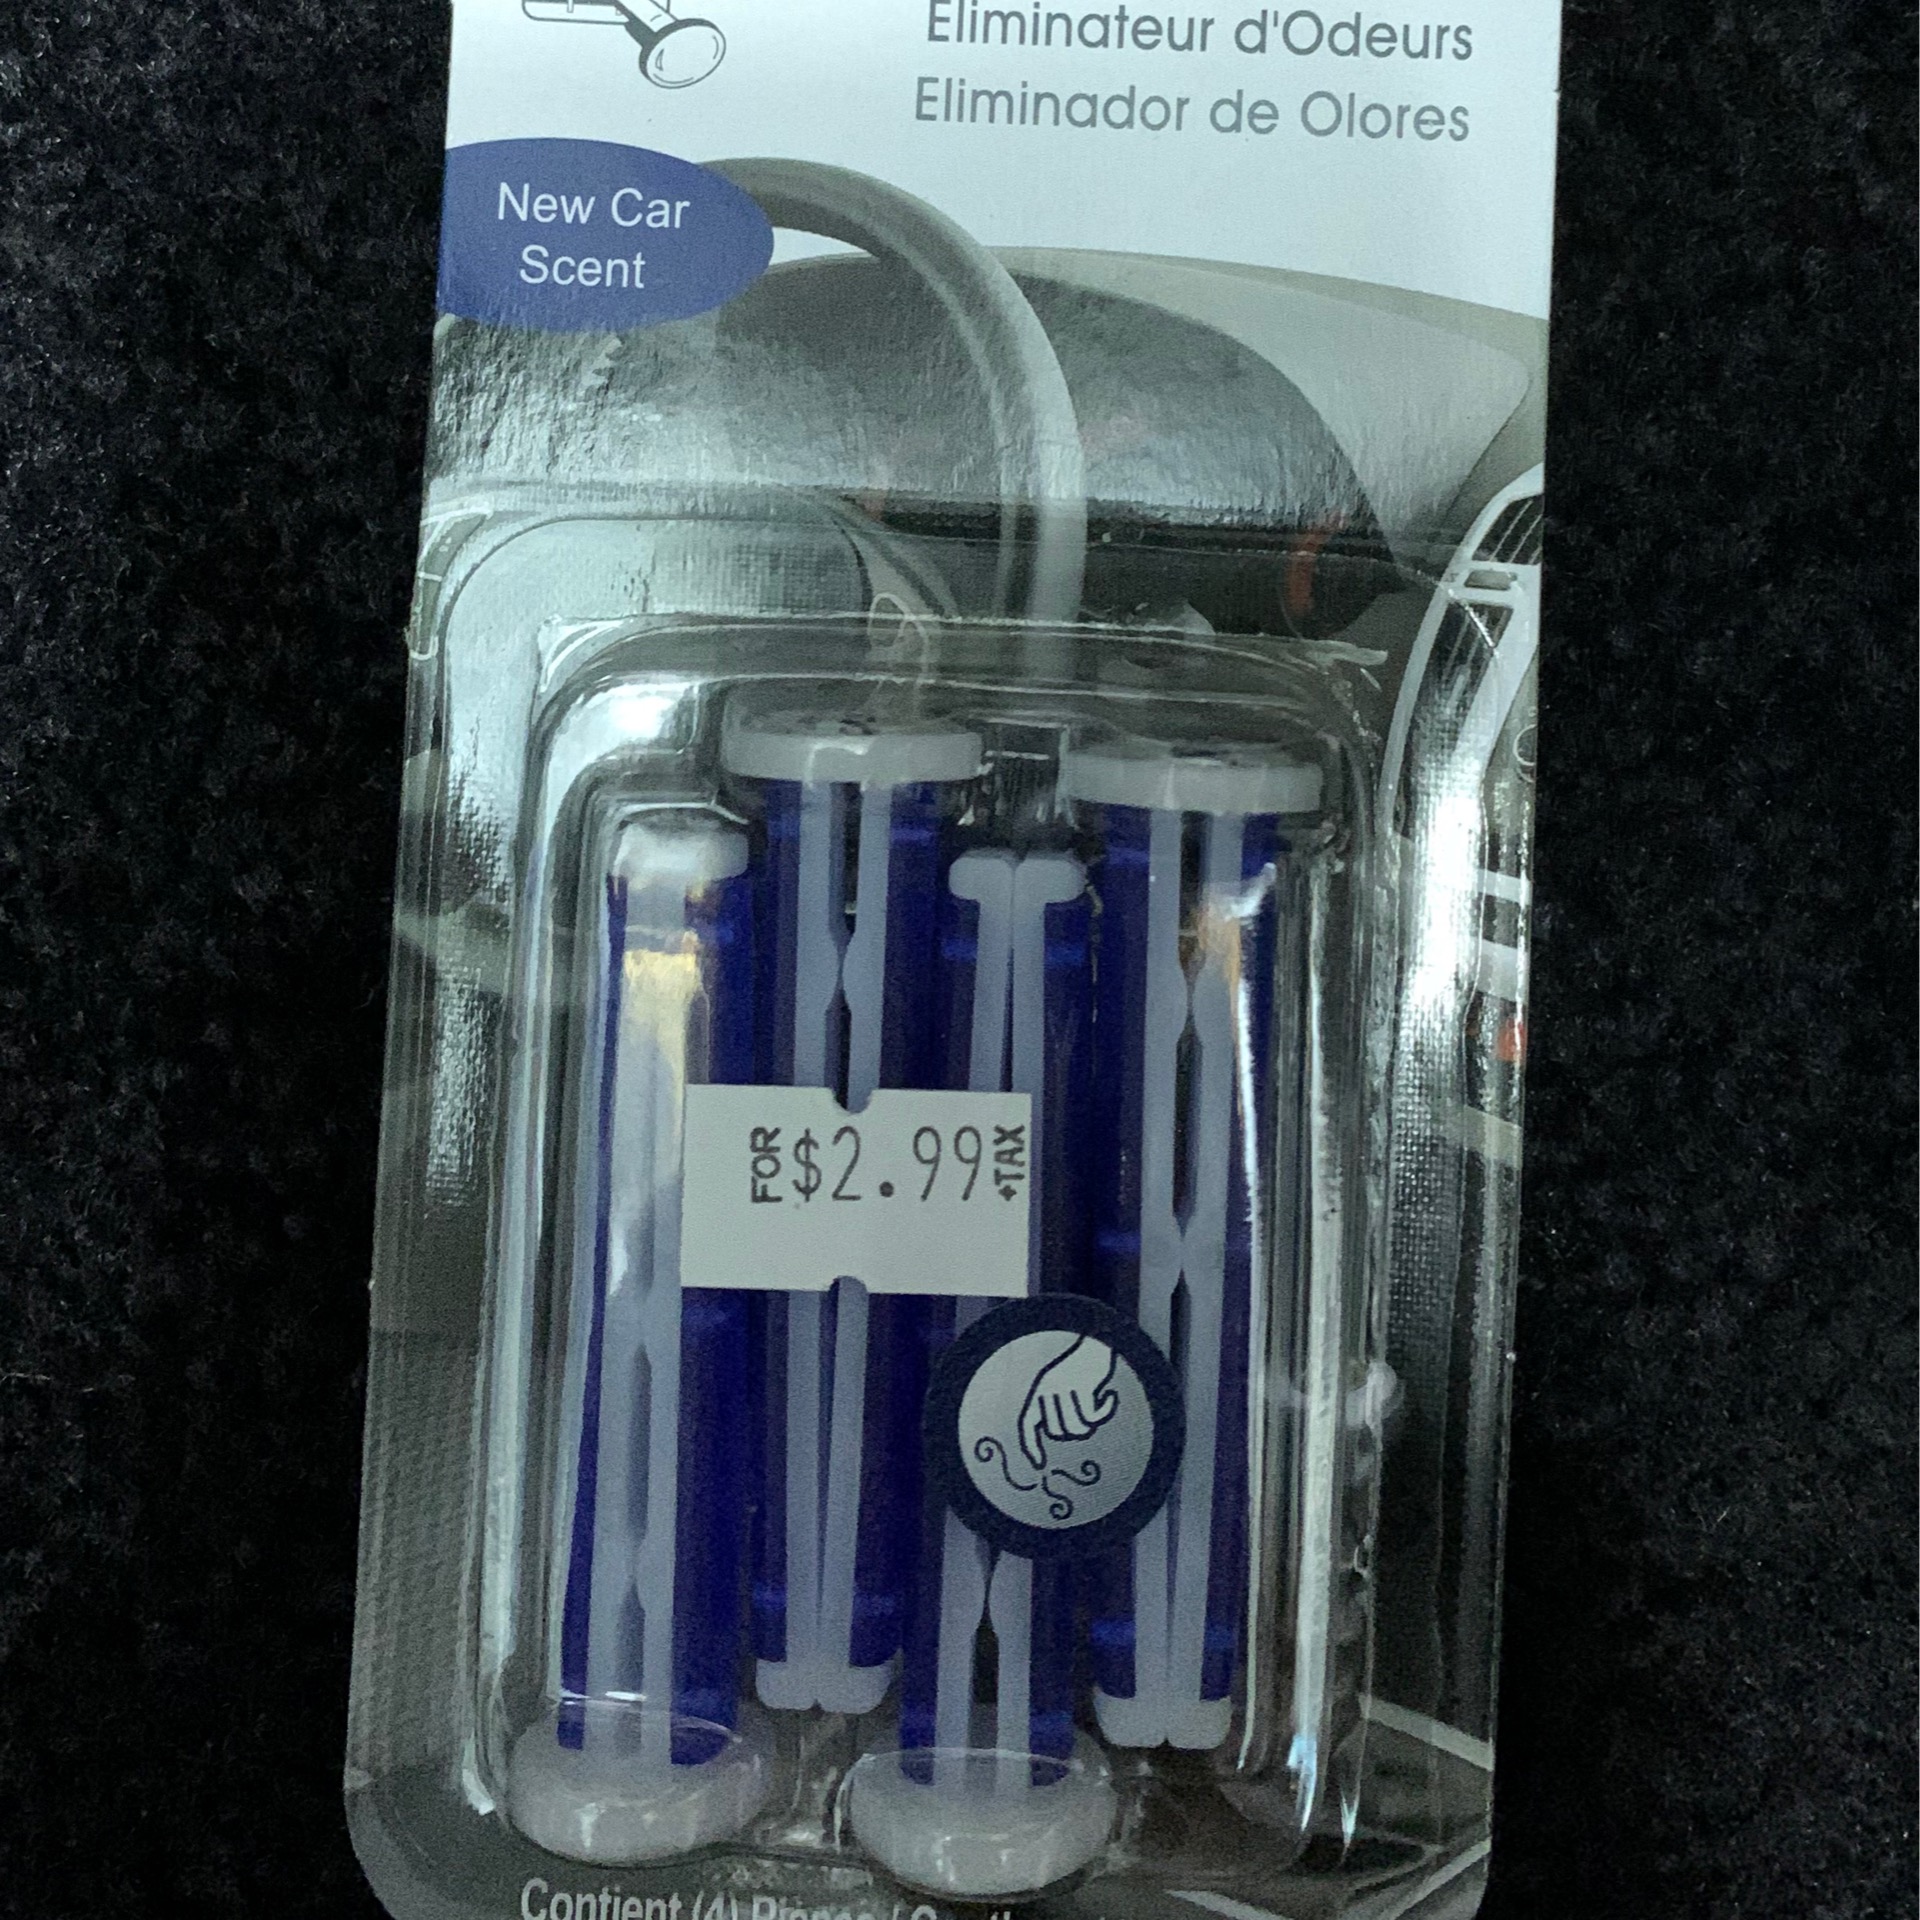 Eliminateur d'Odeurs
Eliminador de Olores
New Car
Scent
FOR $2.99 +TAX
Contient (4)